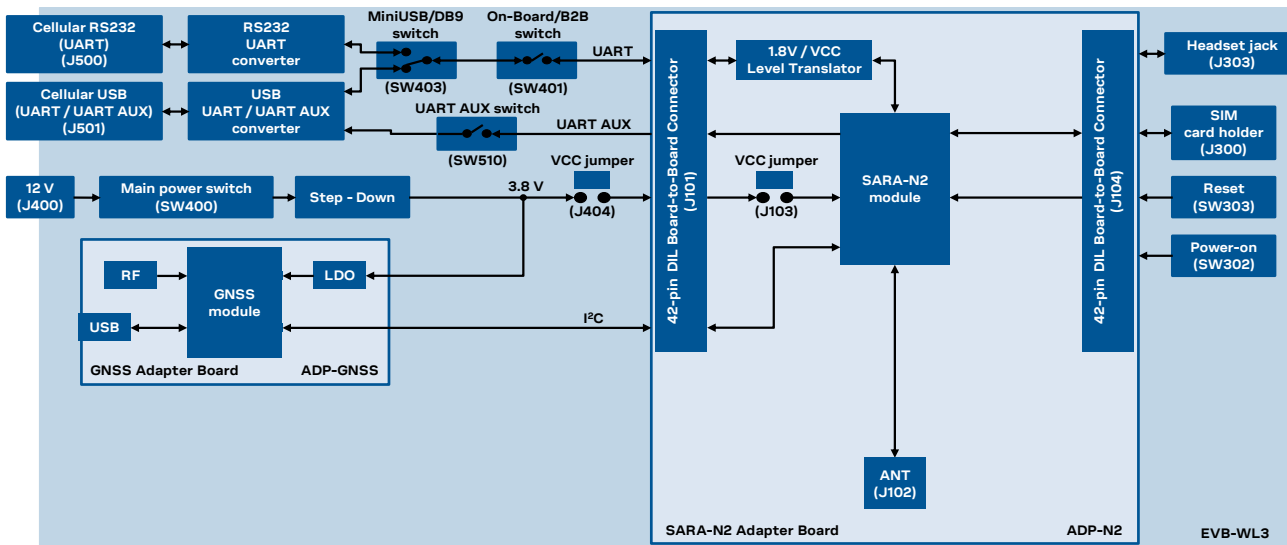 Cellular RS232
(UART)
(J500)
RS232
UART
converter
MiniUSB/DB9
switch
(SW403)
On-Board/B2B
switch
(SW401)
UART
Cellular USB
(UART / UART AUX)
(J501)
USB
UART / UART AUX
converter
UART AUX switch
(SW510)
UART AUX
12 V
(J400)
Main power switch
(SW400)
Step - Down
3.8 V
VCC jumper
(J404)
RF
USB
GNSS
module
LDO
I²C
GNSS Adapter Board
ADP-GNSS
42-pin DIL Board-to-Board Connector
(J101)
1.8V / VCC
Level Translator
VCC jumper
(J103)
SARA-N2
module
ANT
(J102)
42-pin DIL Board-to-Board Connector
(J104)
Headset jack
(J303)
SIM
card holder
(J300)
Reset
(SW303)
Power-on
(SW302)
SARA-N2 Adapter Board
ADP-N2
EVB-WL3